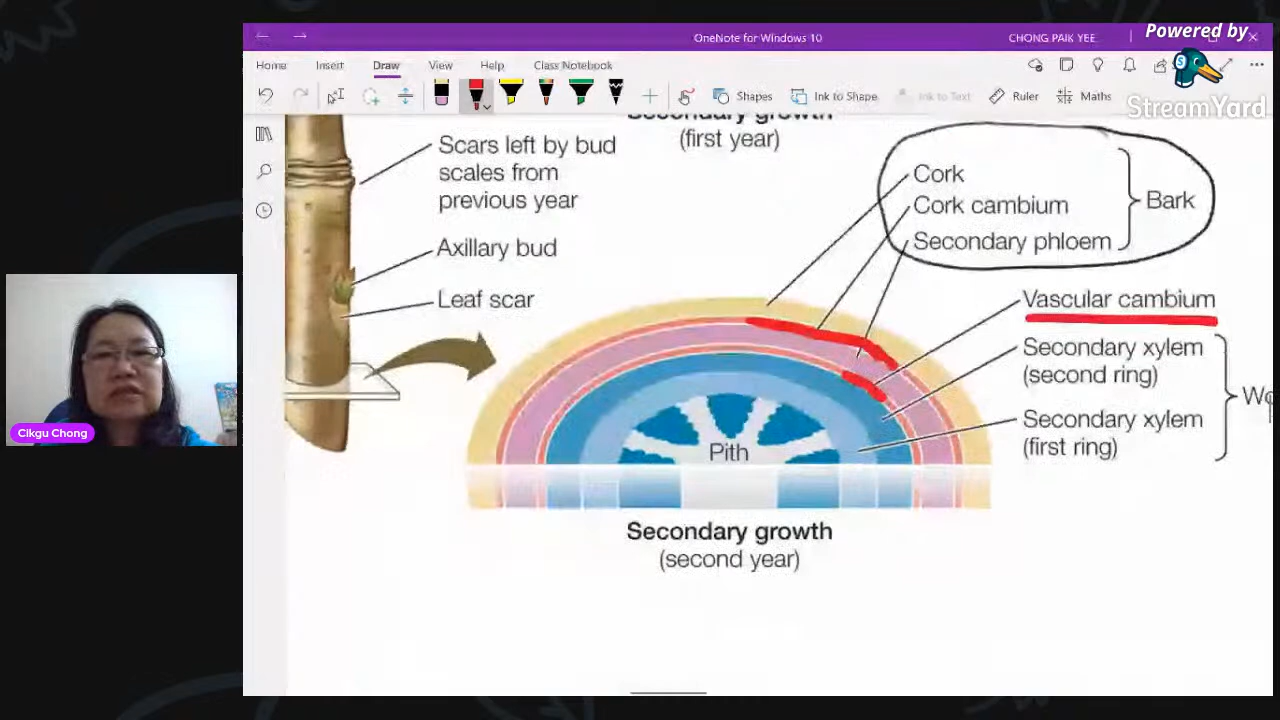 Powered by
StreamYard
OneNote for Windows 10
CHONG PAIK YEE
Home
Insert
Draw
View
Help
Class Notebook
Shapes
Ink to Shape
Ink to Text
Ruler
Maths
Secondary growth
(first year)
Scars left by bud
scales from
previous year
Axillary bud
Leaf scar
Cork
Cork cambium
Secondary phloem
Bark
Vascular cambium
Secondary xylem
(second ring)
Secondary xylem
(first ring)
Pith
Secondary growth
(second year)
Cikgu Chong